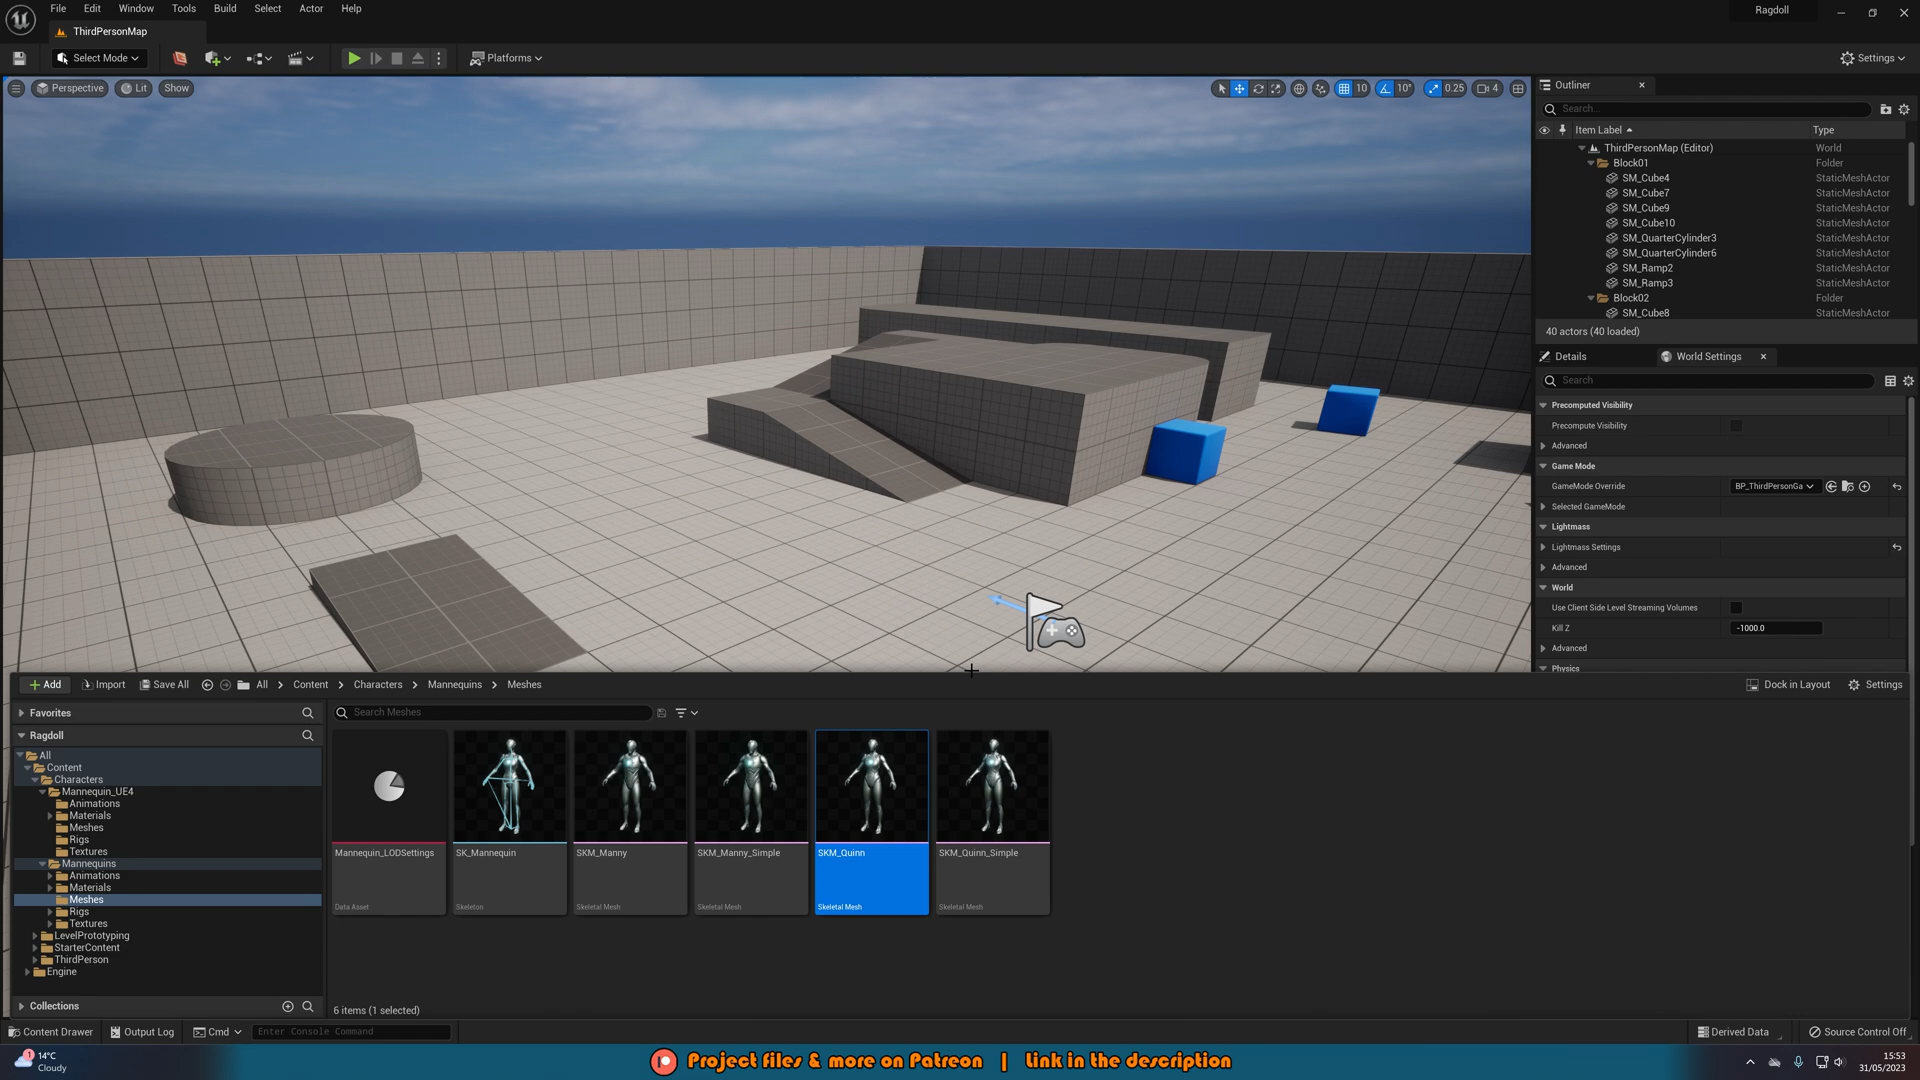 File Edit Window Tools Build Select Actor Help
Ragdoll
ThirdPersonMap
Select Mode
Platforms
Settings
Perspective
Lit
Show
10
10°
0.25
4
Outliner
Search...
Item Label
Type
ThirdPersonMap (Editor) World
Block01 Folder
SM_Cube4 StaticMeshActor
SM_Cube7 StaticMeshActor
SM_Cube9 StaticMeshActor
SM_Cube10 StaticMeshActor
SM_QuarterCylinder3 StaticMeshActor
SM_QuarterCylinder6 StaticMeshActor
SM_Ramp2 StaticMeshActor
SM_Ramp3 StaticMeshActor
Block02 Folder
SM_Cube8 StaticMeshActor
40 actors (40 loaded)
Details
World Settings
Search
Precomputed Visibility
Precompute Visibility
Advanced
Game Mode
GameMode Override BP_ThirdPersonGa
Selected GameMode
Lightmass
Lightmass Settings
Advanced
World
Use Client Side Level Streaming Volumes
Kill Z -1000.0
Advanced
Physics
Add
Import
Save All
All > Content > Characters > Mannequins > Meshes
Dock in Layout
Settings
Favorites
Ragdoll
All
Content
Characters
Mannequin_UE4
Animations
Materials
Meshes
Rigs
Textures
Mannequins
Animations
Materials
Meshes
Rigs
Textures
LevelPrototyping
StarterContent
ThirdPerson
Engine
Collections
Search Meshes
Mannequin_LODSettings
Data Asset
SK_Mannequin
Skeleton
SKM_Manny
Skeletal Mesh
SKM_Manny_Simple
Skeletal Mesh
SKM_Quinn
Skeletal Mesh
SKM_Quinn_Simple
Skeletal Mesh
6 items (1 selected)
Content Drawer
Output Log
Cmd
Enter Console Command
Derived Data
Source Control Off
1
14°C
Cloudy
Project files & more on Patreon | Link in the description
15:53
31/05/2023